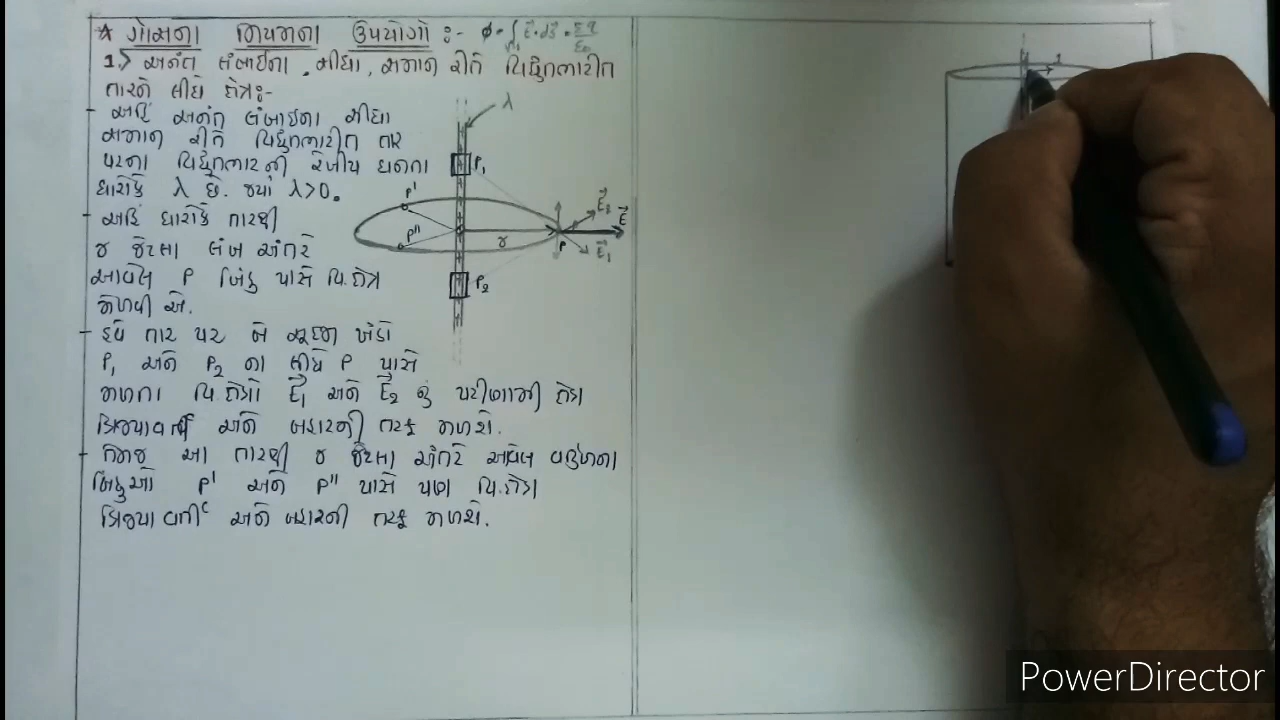 * ગૌસના નિયમના ઉપયોગો :- ϕ = ∫ E⃗·ds⃗ = Σq/ε₀
1.> અનંત લંબાઈના, સીધા, સમાન રીતે વિદ્યુતભારીત
તારને લીધે ક્ષેત્ર:-
અહિં અનંત લંબાઈના સીધા
સમાન રીતે વિદ્યુતભારીત તાર
પરના વિદ્યુતભારની રેખીય ઘનતા
ધારોકે λ છે. જ્યાં λ>0.
અહિં ધારોકે તારથી
r જેટલા લંબ અંતરે
આવેલ P બિંદુ પાસે વિ.ક્ષેત્ર
મેળવી એ.
હવે તાર પર બે સૂક્ષ્મ ખંડો
P₁ અને P₂ ના લીધે P પાસે
મળતા વિ.ક્ષેત્રો E⃗₁ અને E⃗₂ નું પરીણામી ક્ષેત્ર
ત્રિજ્યાવર્તી અને બહારની તરફ મળશે.
તેમજ આ તારથી r જેટલા અંતરે આવેલ વર્તુળના
બિંદુઓ P' અને P'' પાસે પણ વિ.ક્ષેત્ર
ત્રિજ્યાવર્તી અને બહારની તરફ મળશે.
λ
P₁
P'
P''
r
P
E⃗₂
E⃗
E⃗₁
P₂
PowerDirector